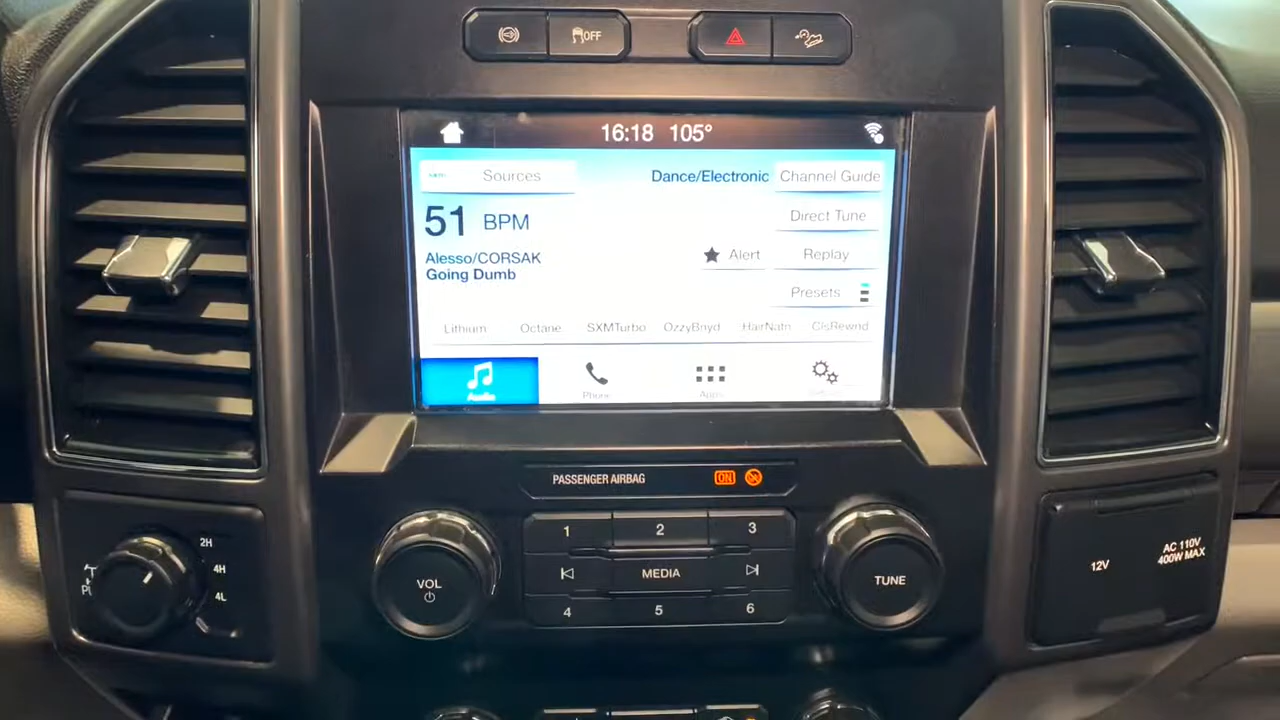 OFF
16:18 105°
Sources
Dance/Electronic
Channel Guide
51 BPM
Direct Tune
Alesso/CORSAK
Going Dumb
Alert
Replay
Presets
Lithium Octane SXMTurbo OzzyBnyd HairNatn ClsRewnd
Audio Phone Apps
PASSENGER AIRBAG ON
1 2 3
MEDIA
4 5 6
VOL
TUNE
2H
4H
4L
12V
AC 110V
400W MAX